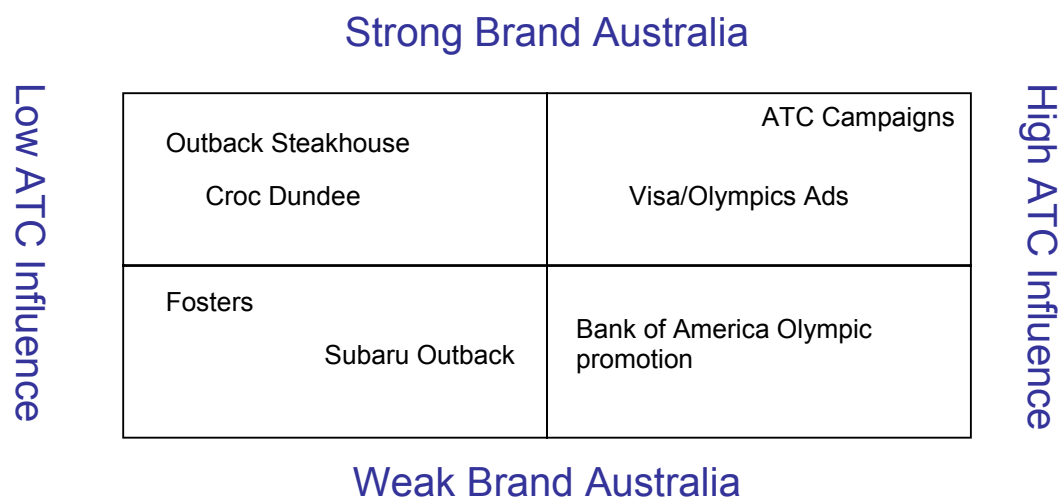 Strong Brand Australia
Low ATC Influence
High ATC Influence
Outback Steakhouse
Croc Dundee
ATC Campaigns
Visa/Olympics Ads
Fosters
Subaru Outback
Bank of America Olympic
promotion
Weak Brand Australia